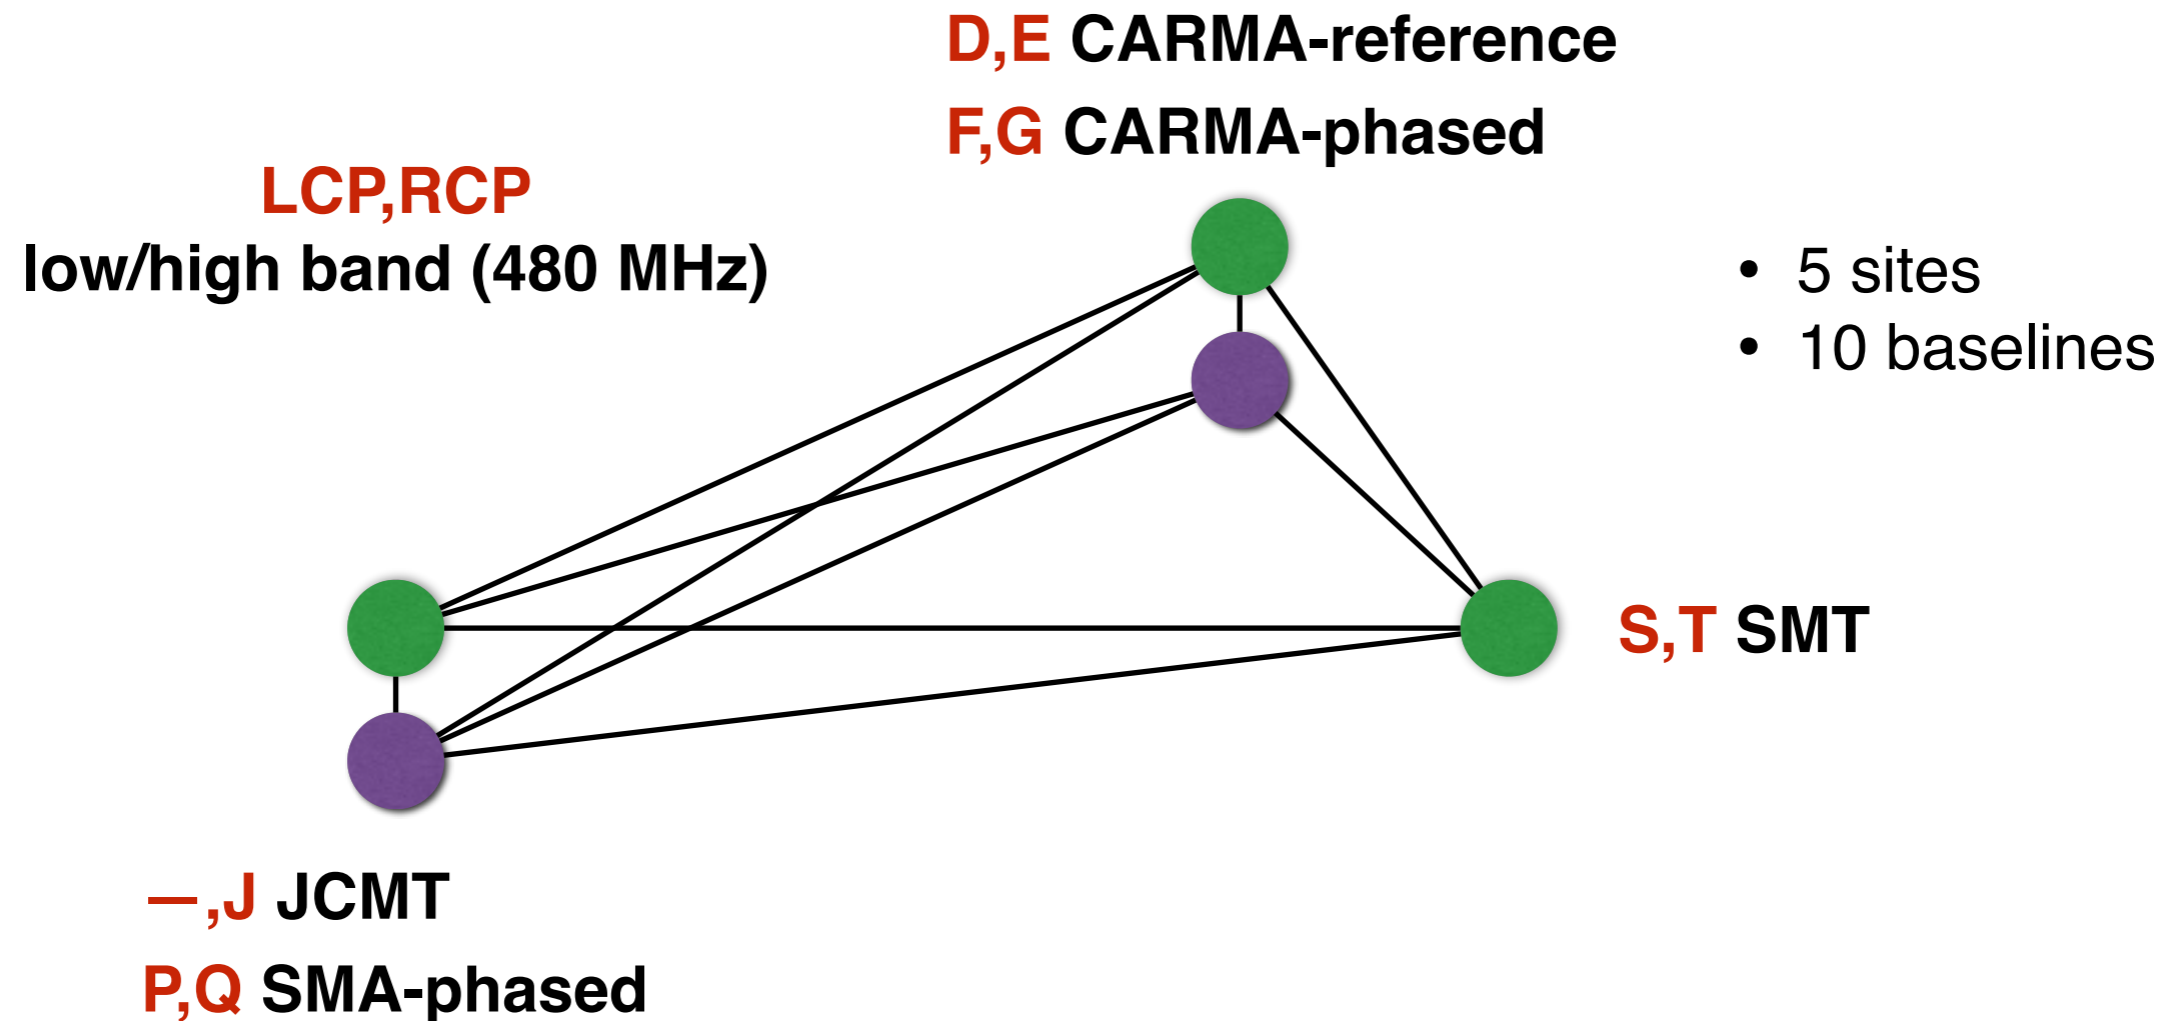 D,E CARMA-reference
F,G CARMA-phased
LCP,RCP
low/high band (480 MHz)
• 5 sites
• 10 baselines
S,T SMT
—,J JCMT
P,Q SMA-phased